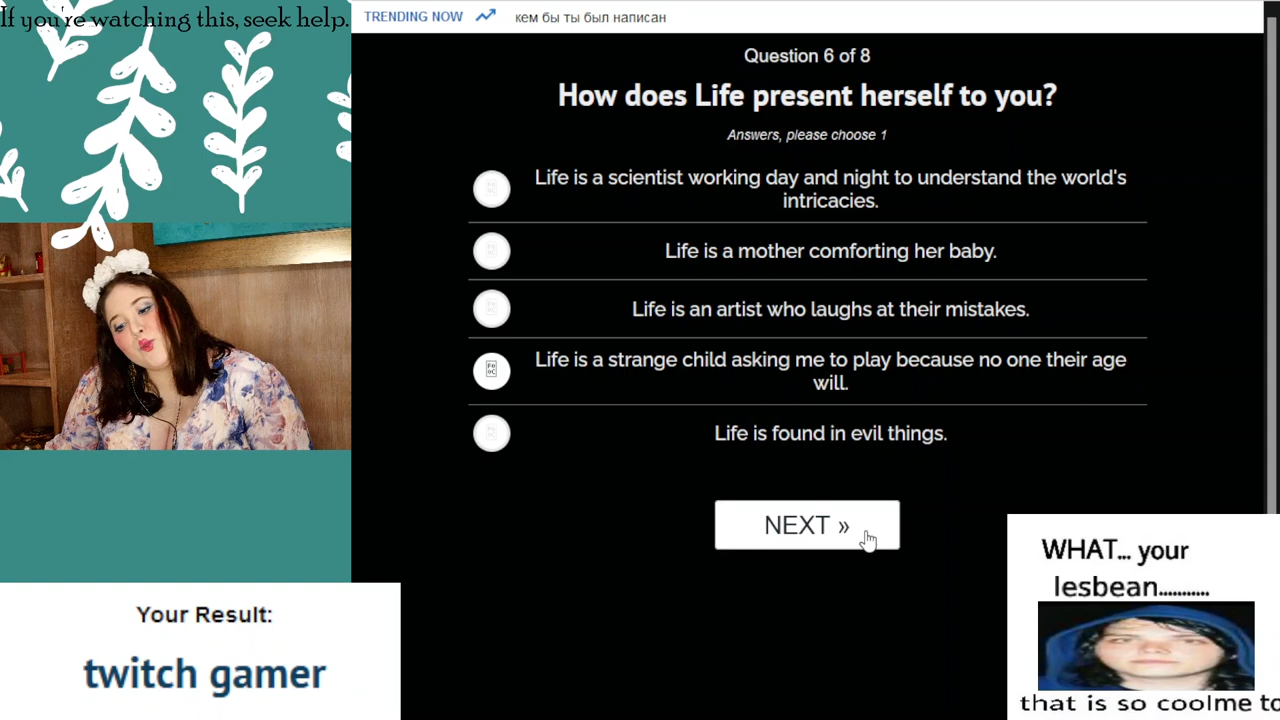 If you're watching this, seek help.
TRENDING NOW кем бы ты был написан
Question 6 of 8
How does Life present herself to you?
Answers, please choose 1
Life is a scientist working day and night to understand the world's
intricacies.
Life is a mother comforting her baby.
Life is an artist who laughs at their mistakes.
Life is a strange child asking me to play because no one their age
will.
Life is found in evil things.
NEXT »
WHAT... your
lesbean...........
that is so coolme to
Your Result:
twitch gamer